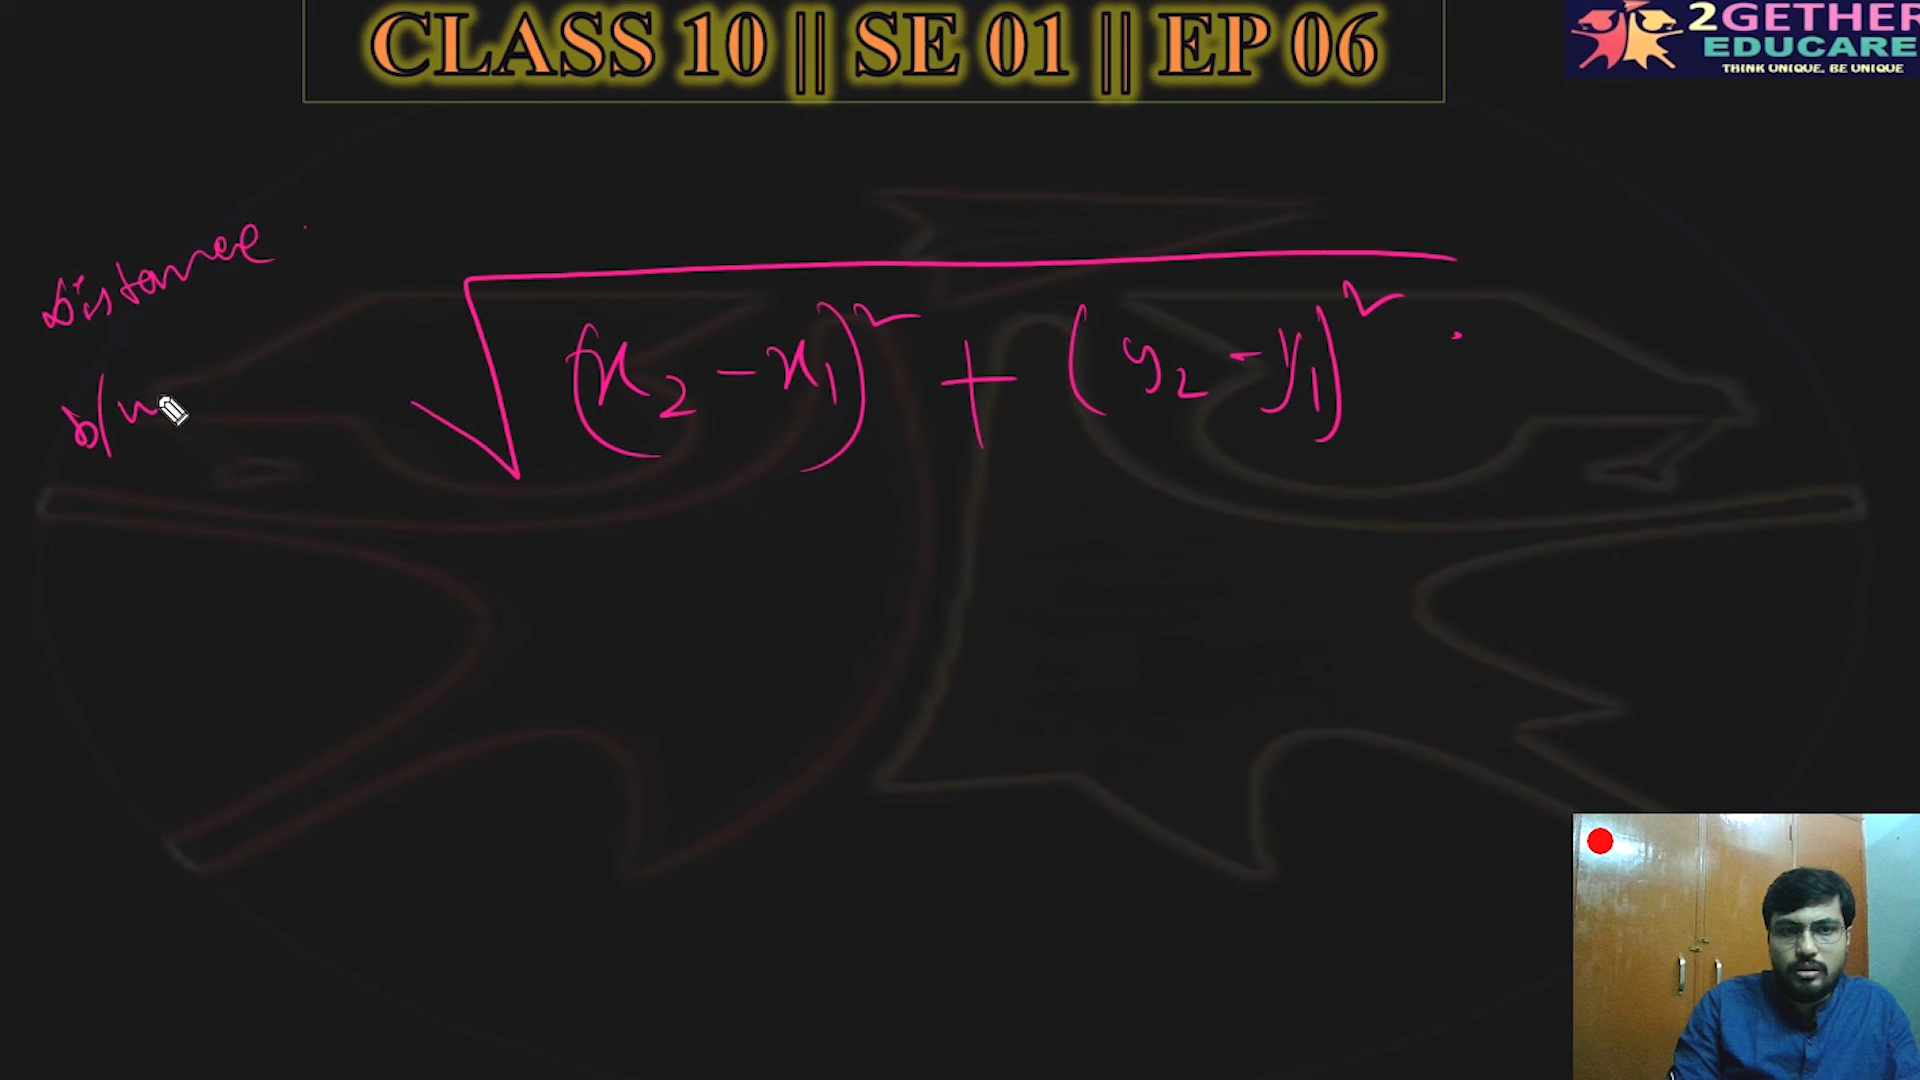 CLASS 10 || SE 01 || EP 06
2GETHER
EDUCARE
THINK UNIQUE, BE UNIQUE
Distance
b/w
√(x₂ - x₁)² + (y₂ - y₁)²